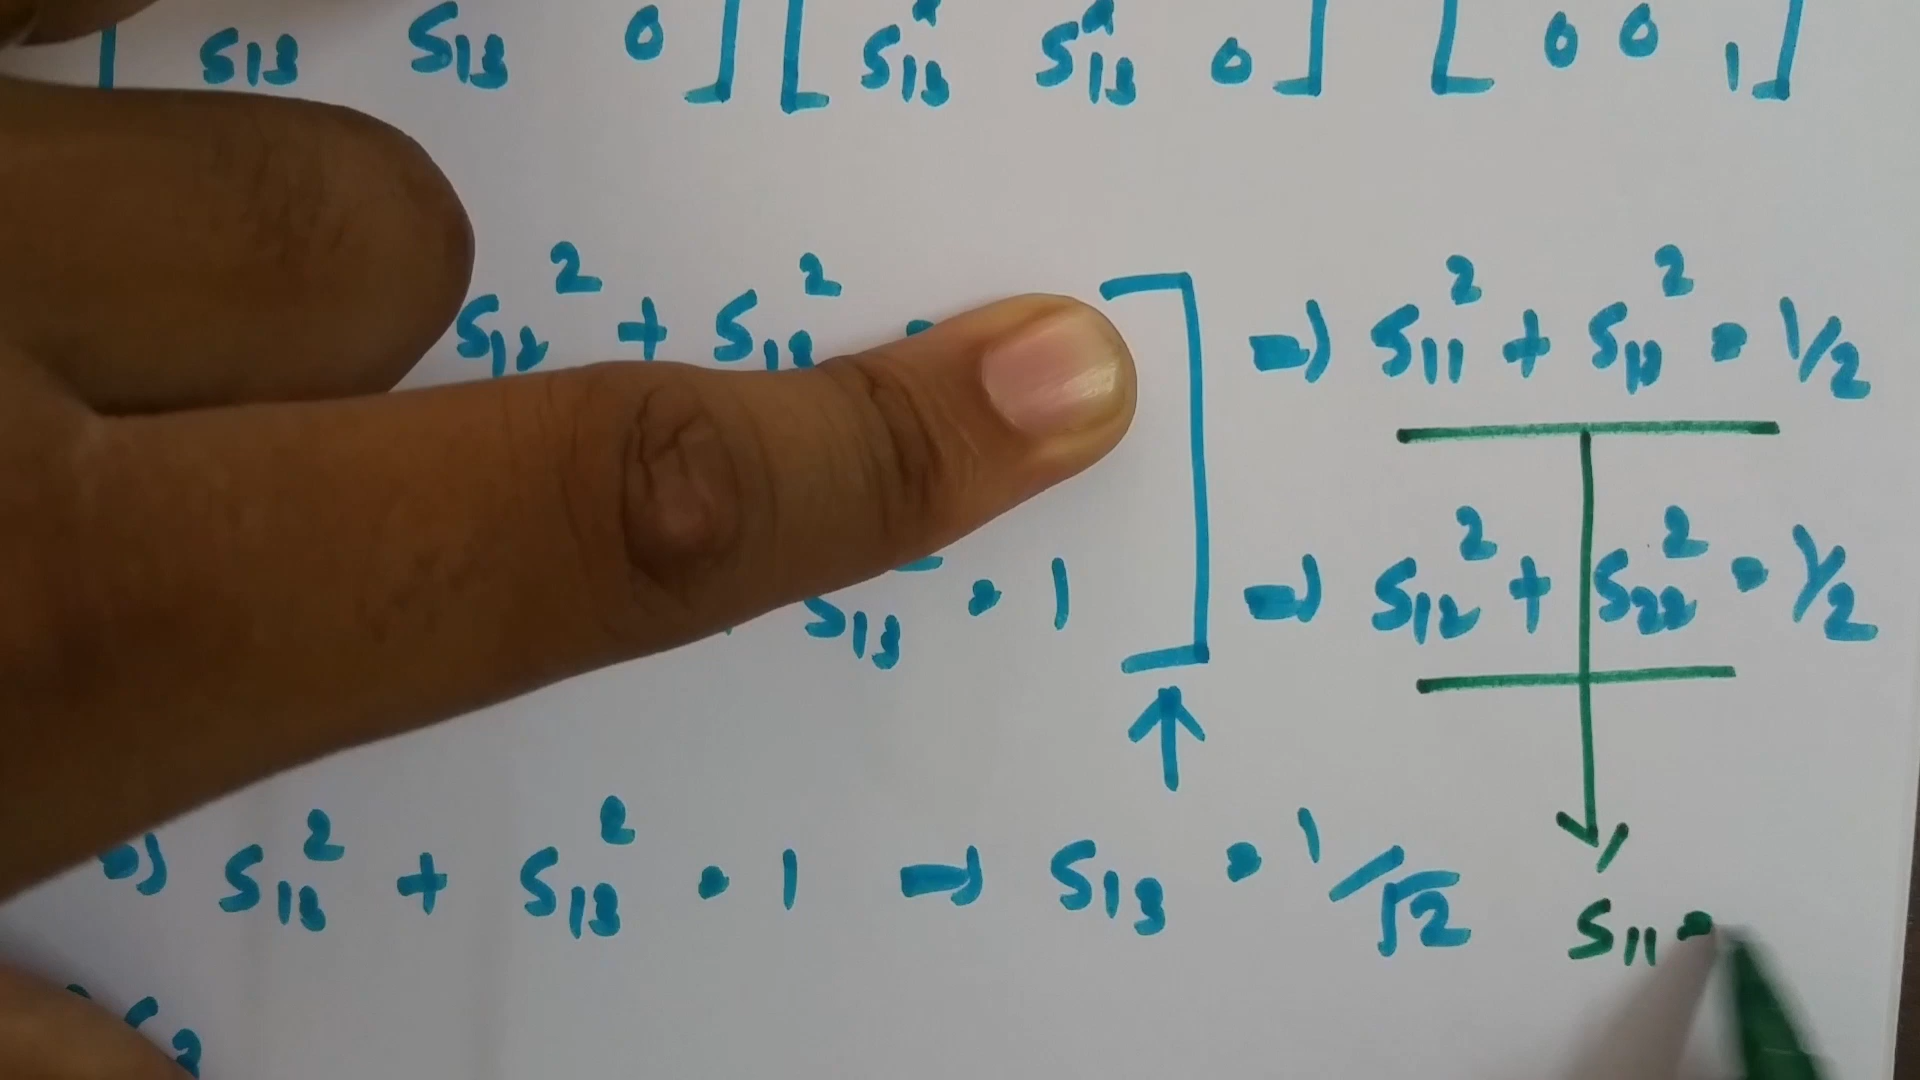 S13 S13 0 ] [ S13* S13* 0 ] [ 0 0 1 ]
S12² + S13² ] => S11² + S12² = 1/2
S13 = 1 ] => S12² + S22² = 1/2
=> S13² + S13² = 1 => S13 = 1/√2
S11 =